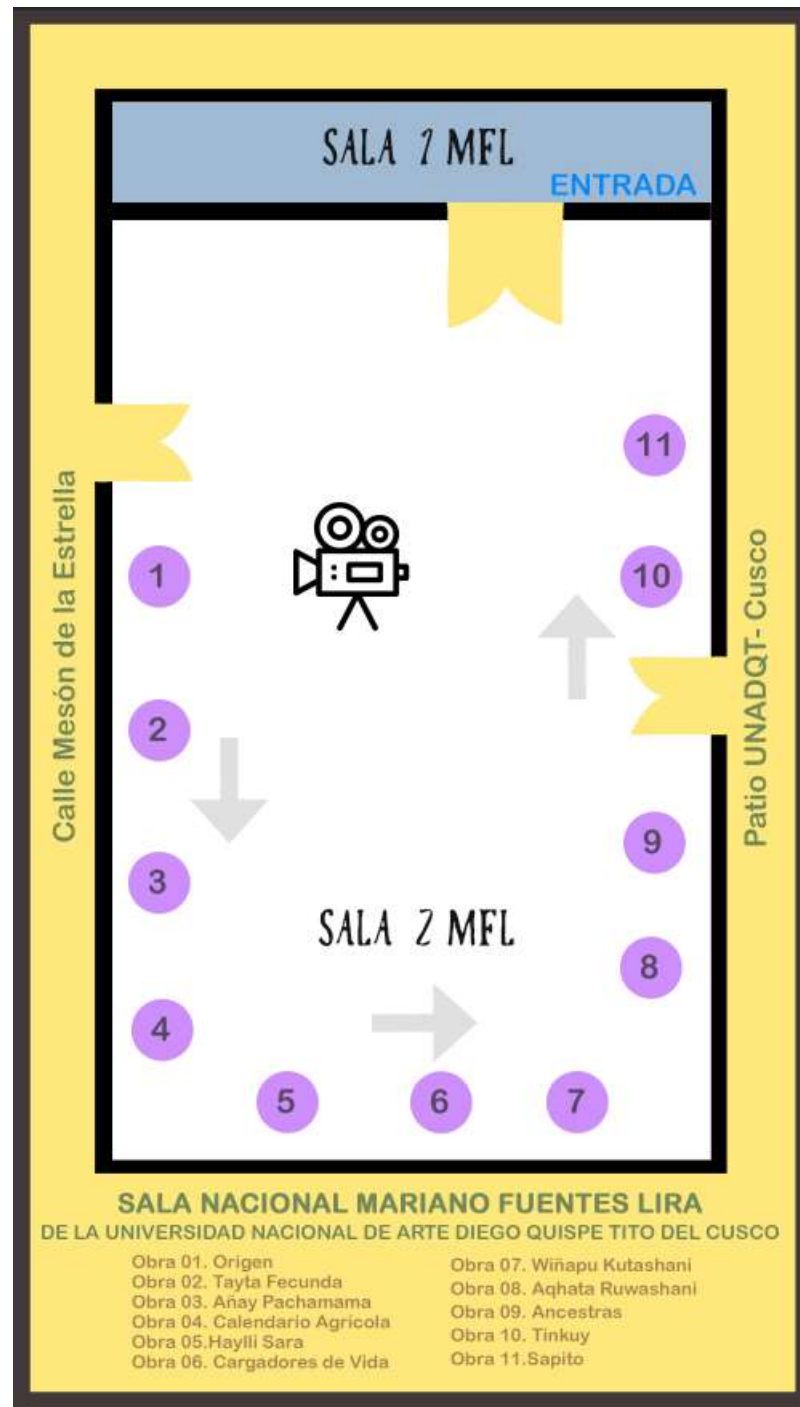 SALA 1 MFL
ENTRADA
Calle Mesón de la Estrella
Patio UNADQT- Cusco
11
1
10
2
3
9
SALA 2 MFL
8
4
5
6
7
SALA NACIONAL MARIANO FUENTES LIRA
DE LA UNIVERSIDAD NACIONAL DE ARTE DIEGO QUISPE TITO DEL CUSCO
Obra 01. Origen
Obra 02. Tayta Fecunda
Obra 03. Añay Pachamama
Obra 04. Calendario Agrícola
Obra 05.Haylli Sara
Obra 06. Cargadores de Vida
Obra 07. Wiñapu Kutashani
Obra 08. Aqhata Ruwashani
Obra 09. Ancestras
Obra 10. Tinkuy
Obra 11.Sapito